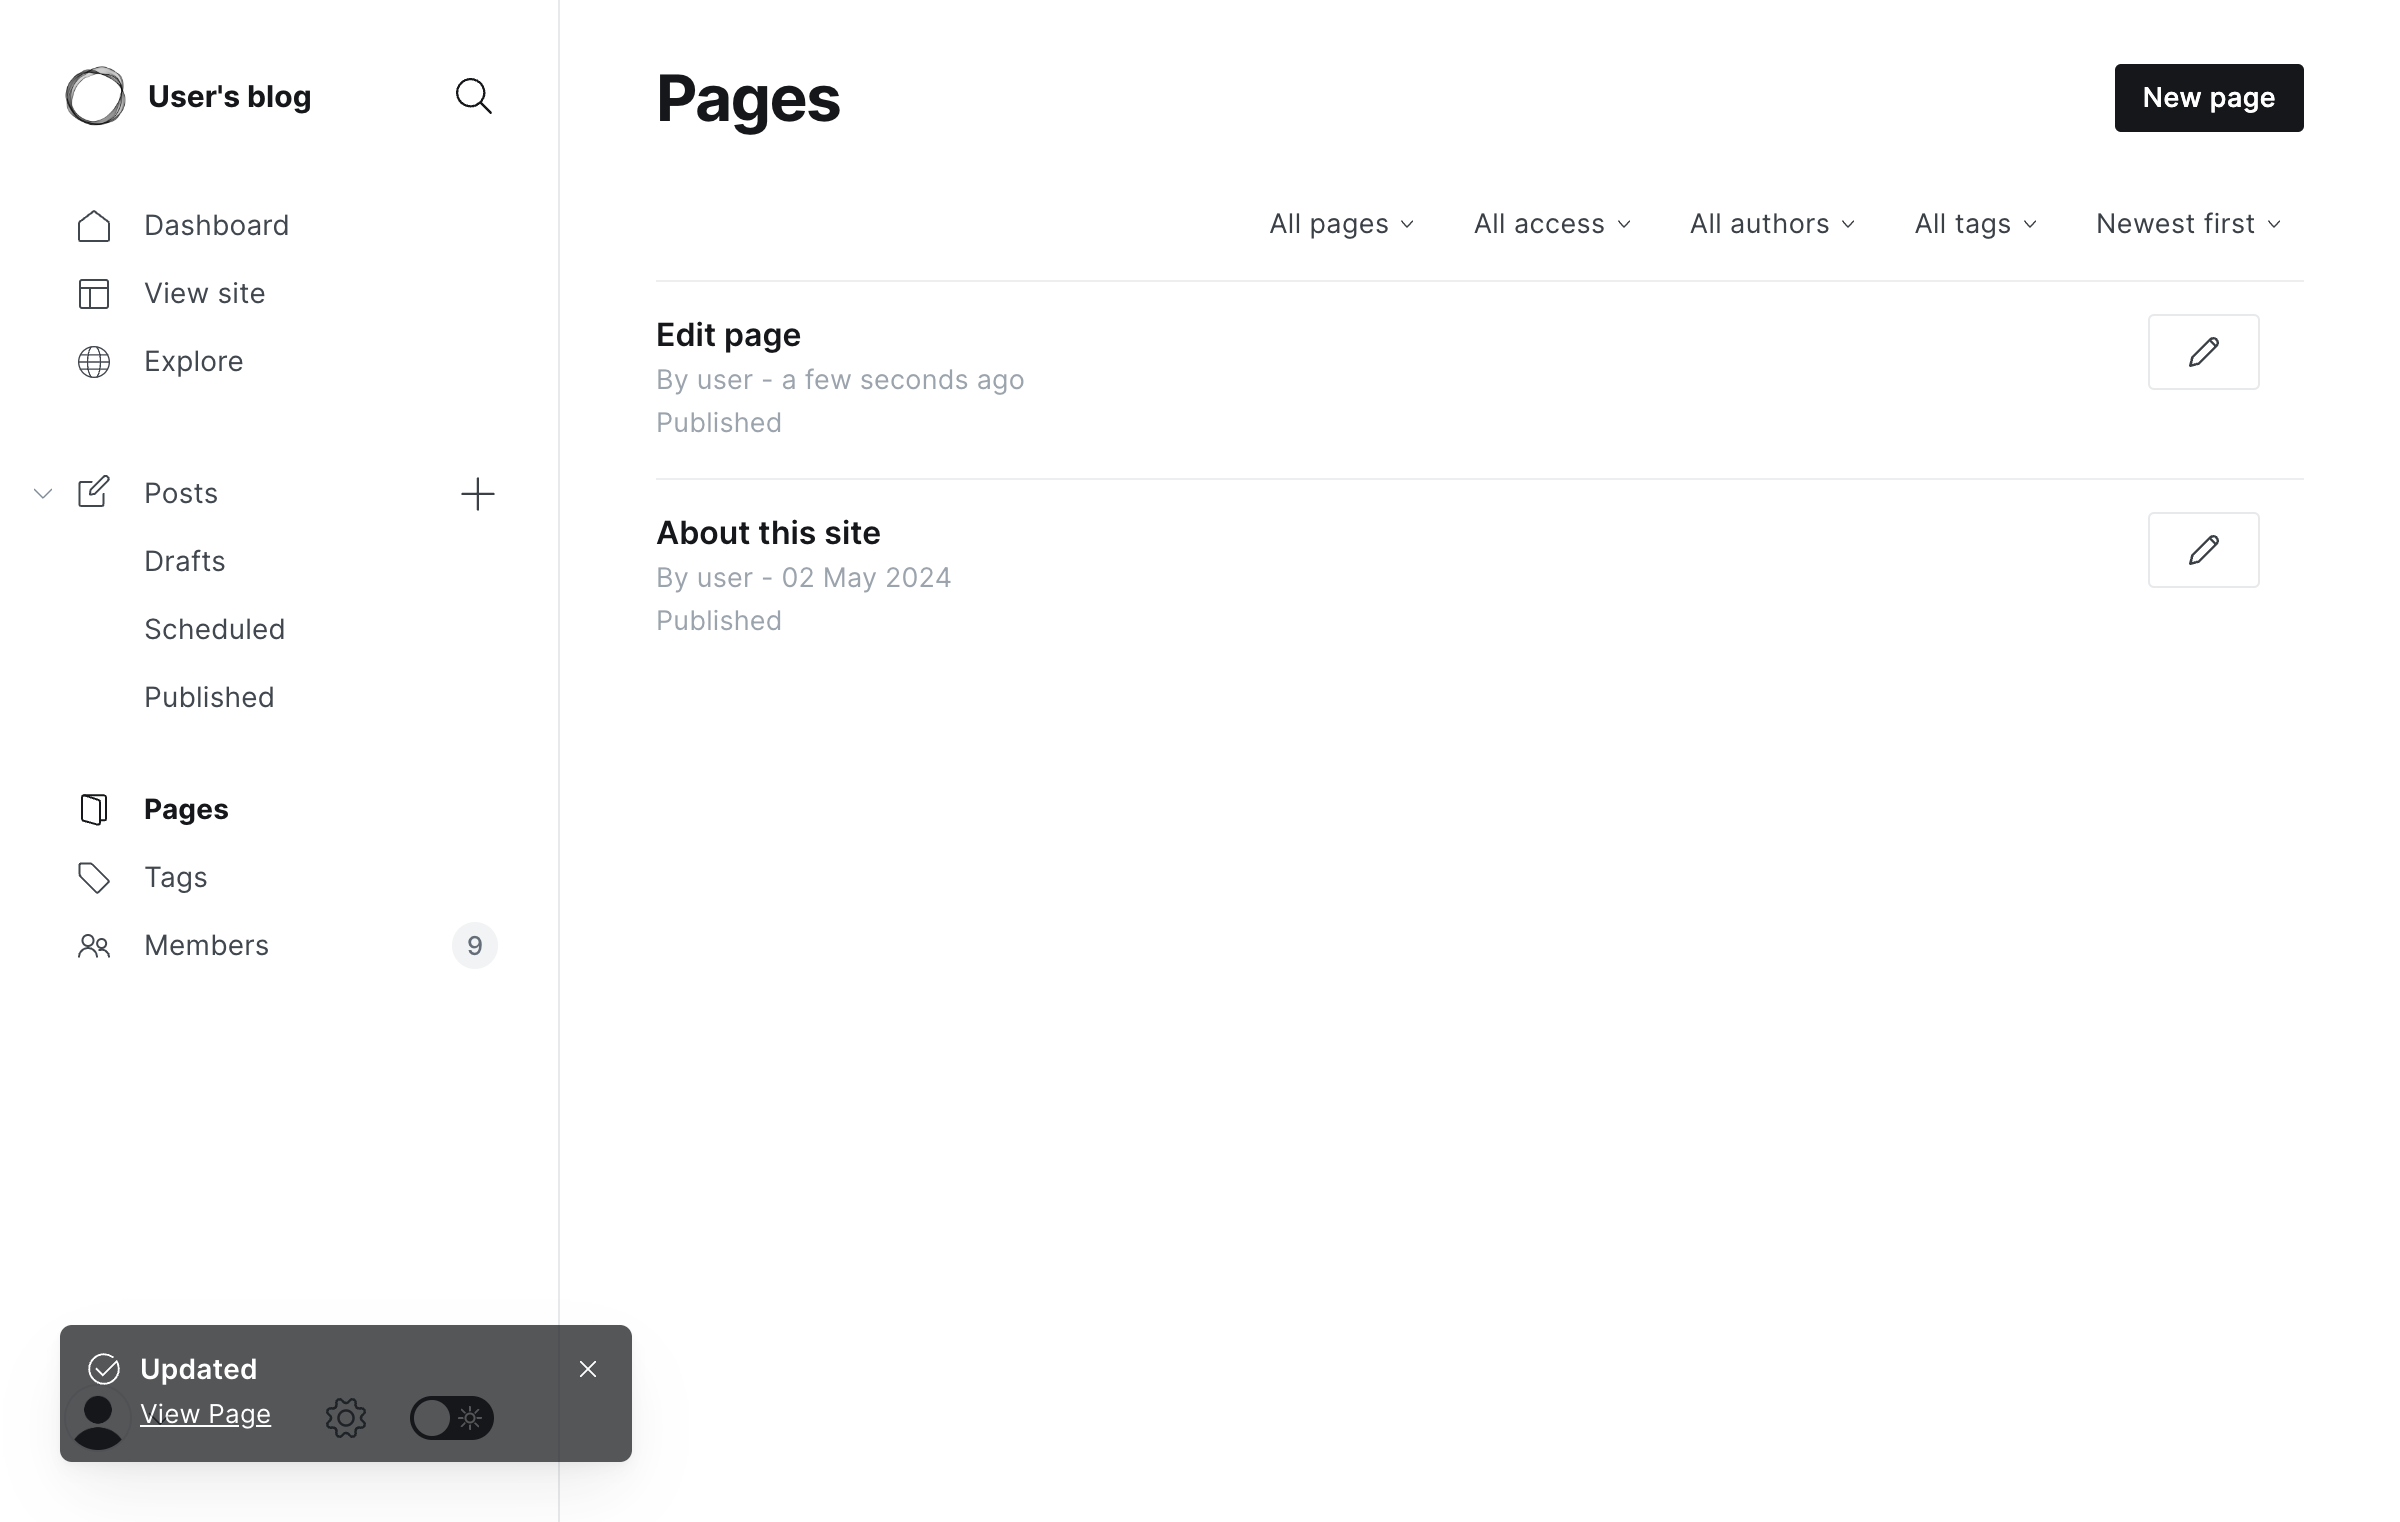 User's blog
Dashboard
View site
Explore
Posts
Drafts
Scheduled
Published
Pages
Tags
Members 9
Updated
View Page
Pages
New page
All pages All access All authors All tags Newest first
Edit page
By user - a few seconds ago
Published
About this site
By user - 02 May 2024
Published